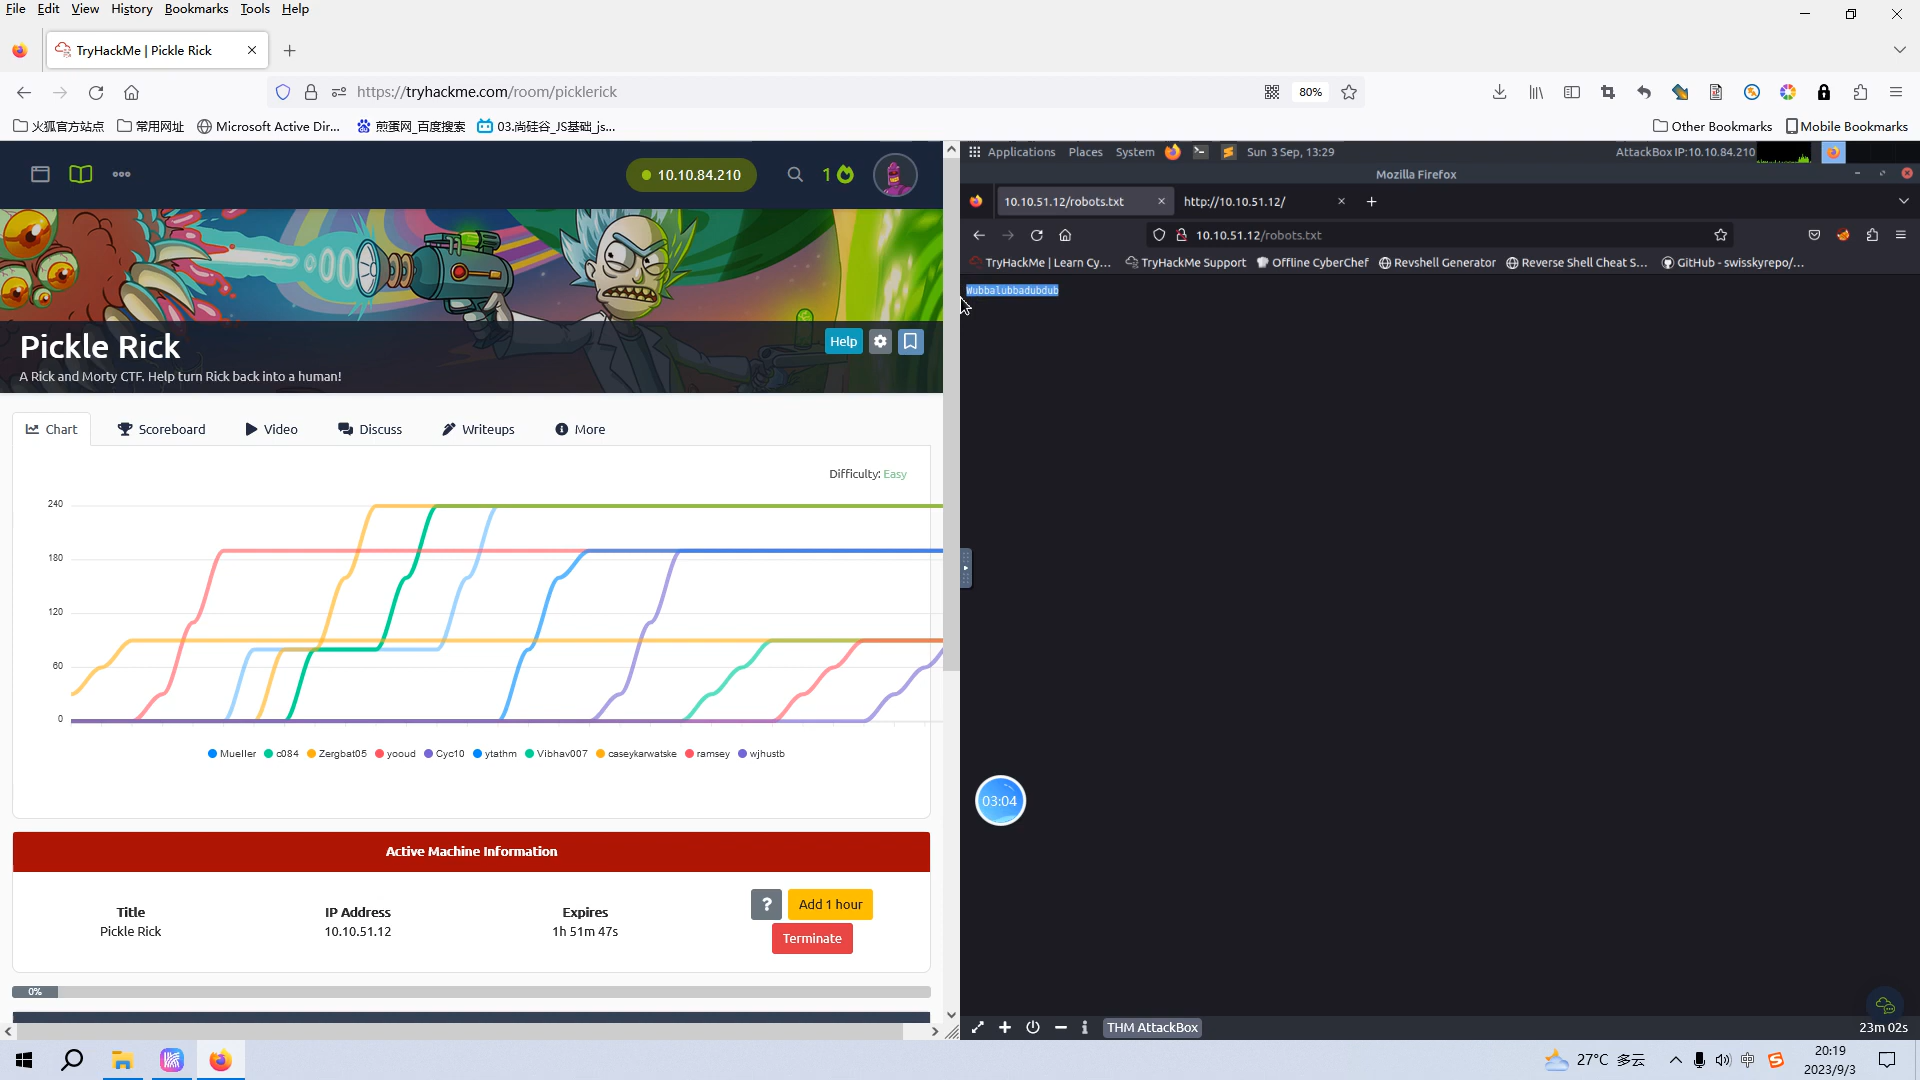 File Edit View History Bookmarks Tools Help
TryHackMe | Pickle Rick
https://tryhackme.com/room/picklerick
80%
火狐官方站点 常用网址 Microsoft Active Dir... 煎蛋网_百度搜索 03.尚硅谷_JS基础_js...
Other Bookmarks Mobile Bookmarks
10.10.84.210
1
Pickle Rick
A Rick and Morty CTF. Help turn Rick back into a human!
Help
Chart Scoreboard Video Discuss Writeups More
Difficulty: Easy
240
180
120
60
0
Mueller c084 Zergbat05 yooud Cyc10 ytathm Vibhav007 caseykarwatske ramsey wjhustb
Active Machine Information
Title IP Address Expires
Pickle Rick 10.10.51.12 1h 51m 47s
? Add 1 hour
Terminate
0%
Applications Places System Sun 3 Sep, 13:29 AttackBox IP:10.10.84.210
Mozilla Firefox
10.10.51.12/robots.txt http://10.10.51.12/
10.10.51.12/robots.txt
TryHackMe | Learn Cy... TryHackMe Support Offline CyberChef Revshell Generator Reverse Shell Cheat S... GitHub - swisskyrepo/...
Wubbalubbadubdub
03:04
THM AttackBox
23m 02s
27°C 多云
中
20:19
2023/9/3